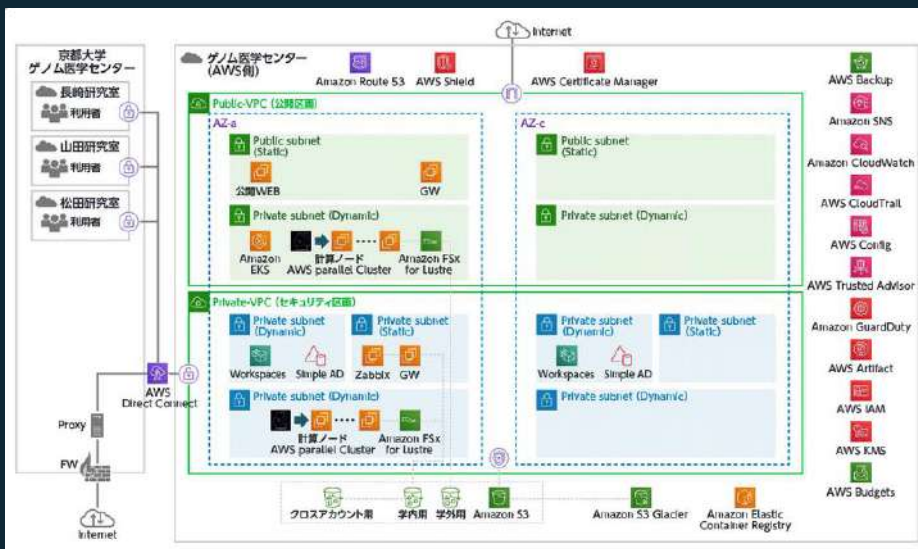 Internet
京都大学
ゲノム医学センター
長崎研究室
利用者
山田研究室
利用者
松田研究室
利用者
AWS
Direct Connect
Proxy
FW
Internet
ゲノム医学センター
(AWS側)
Amazon Route 53
AWS Shield
AWS Certificate Manager
Public-VPC (公開区画)
AZ-a
Public subnet
(Static)
公開WEB
GW
Private subnet (Dynamic)
Amazon
EKS
計算ノード
AWS parallel Cluster
Amazon FSx
for Lustre
AZ-c
Public subnet
(Static)
Private subnet (Dynamic)
Private-VPC (セキュリティ区画)
Private subnet
(Dynamic)
Private subnet
(Static)
Workspaces
Simple AD
Zabbix
GW
Private subnet (Dynamic)
計算ノード
AWS parallel Cluster
Amazon FSx
for Lustre
Private subnet
(Dynamic)
Private subnet
(Static)
Workspaces
Simple AD
Private subnet (Dynamic)
クロスアカウント用
学内用
学外用
Amazon S3
Amazon S3 Glacier
Amazon Elastic
Container Registry
AWS Backup
Amazon SNS
Amazon CloudWatch
AWS CloudTrail
AWS Config
AWS Trusted Advisor
Amazon GuardDuty
AWS Artifact
AWS IAM
AWS KMS
AWS Budgets